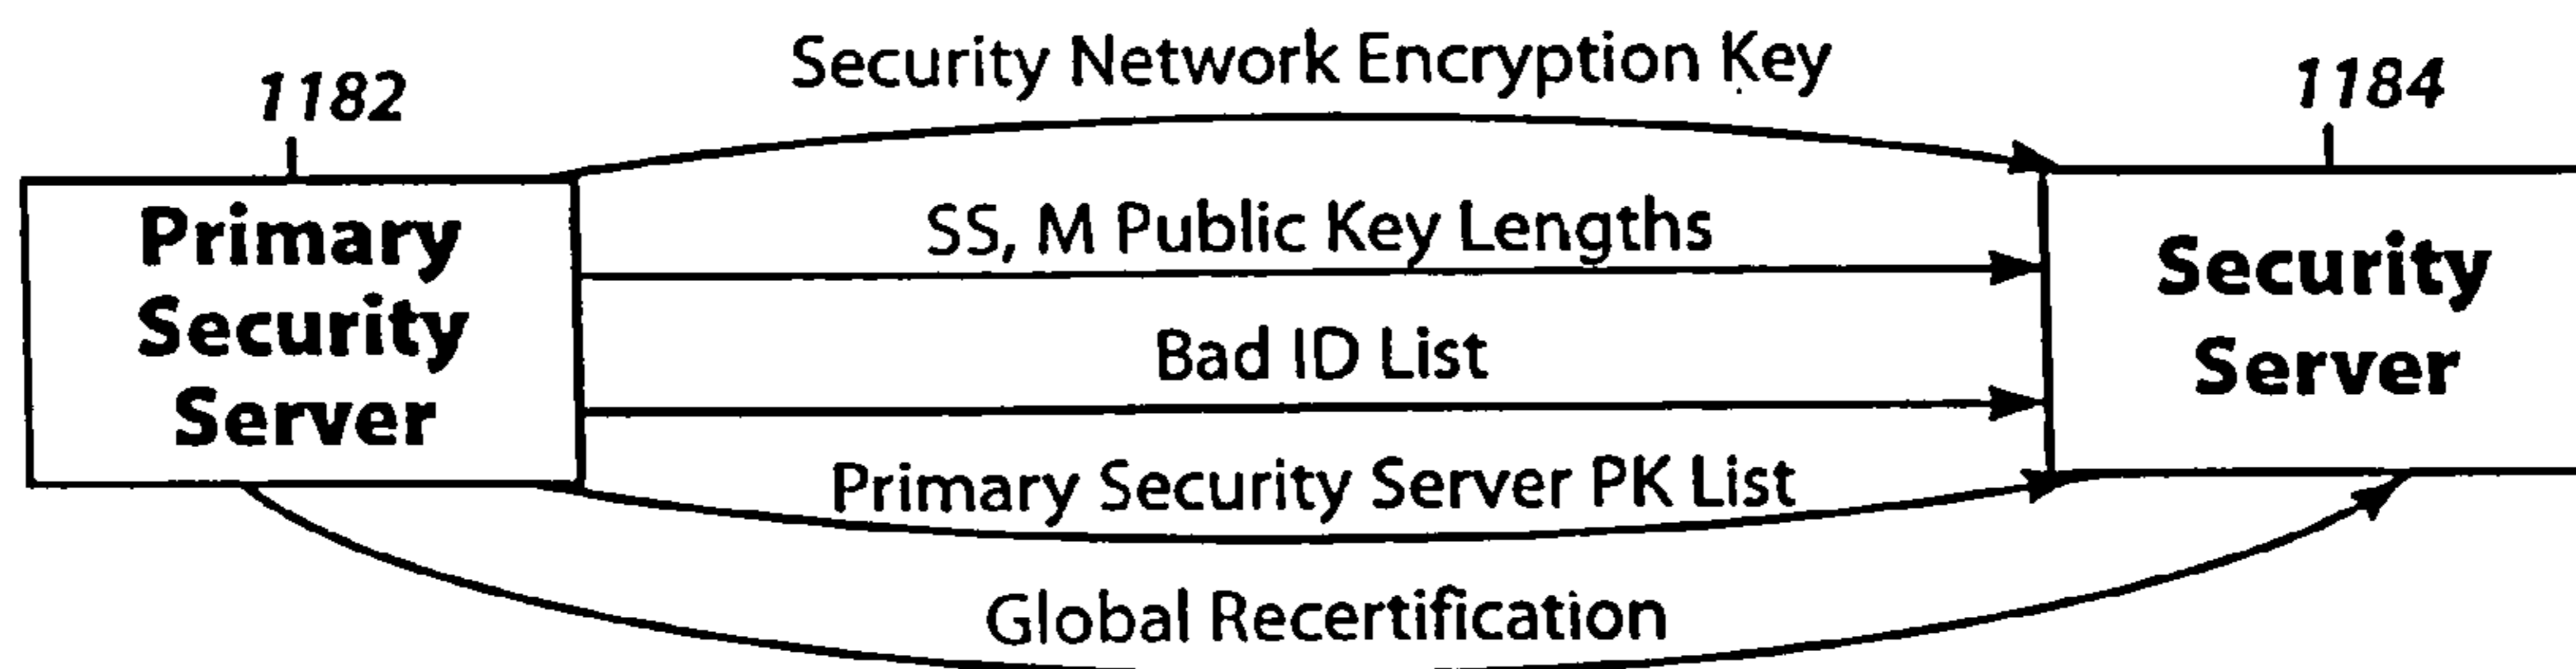 1182
Security Network Encryption Key
1184
Primary
Security
Server
SS, M Public Key Lengths
Bad ID List
Primary Security Server PK List
Global Recertification
Security
Server